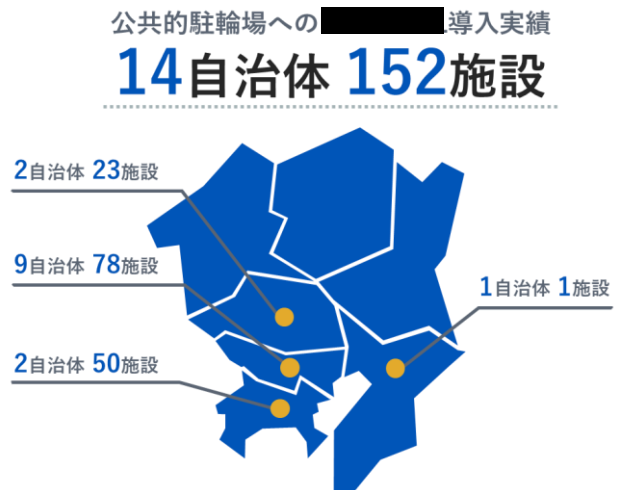 公共的駐輪場への 導入実績
14自治体 152施設
2自治体 23施設
9自治体 78施設
1自治体 1施設
2自治体 50施設